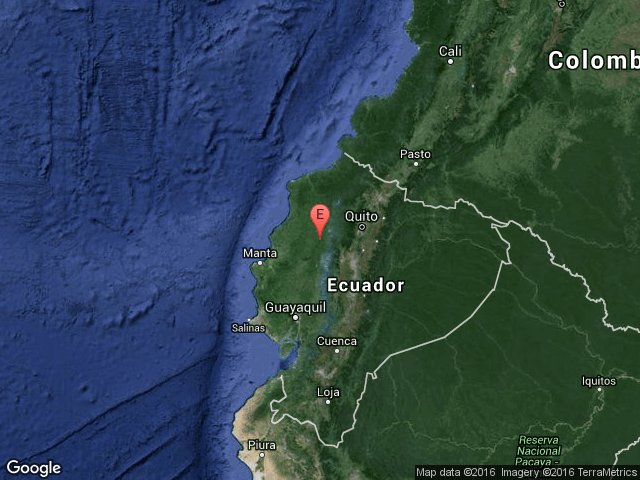 Cali
Colomb
Pasto
E
Quito
Manta
Ecuador
Guayaquil
Salinas
Cuenca
Iquitos
Loja
Piura
Reserva
Nacional
Pacaya -
Google
Map data ©2016 Imagery ©2016 TerraMetrics